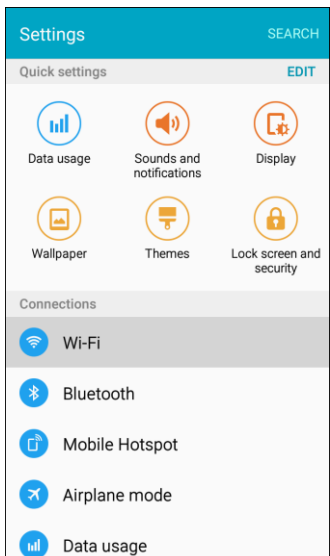 Settings SEARCH
Quick settings EDIT
Data usage
Sounds and
notifications
Display
Wallpaper
Themes
Lock screen and
security
Connections
Wi-Fi
Bluetooth
Mobile Hotspot
Airplane mode
Data usage